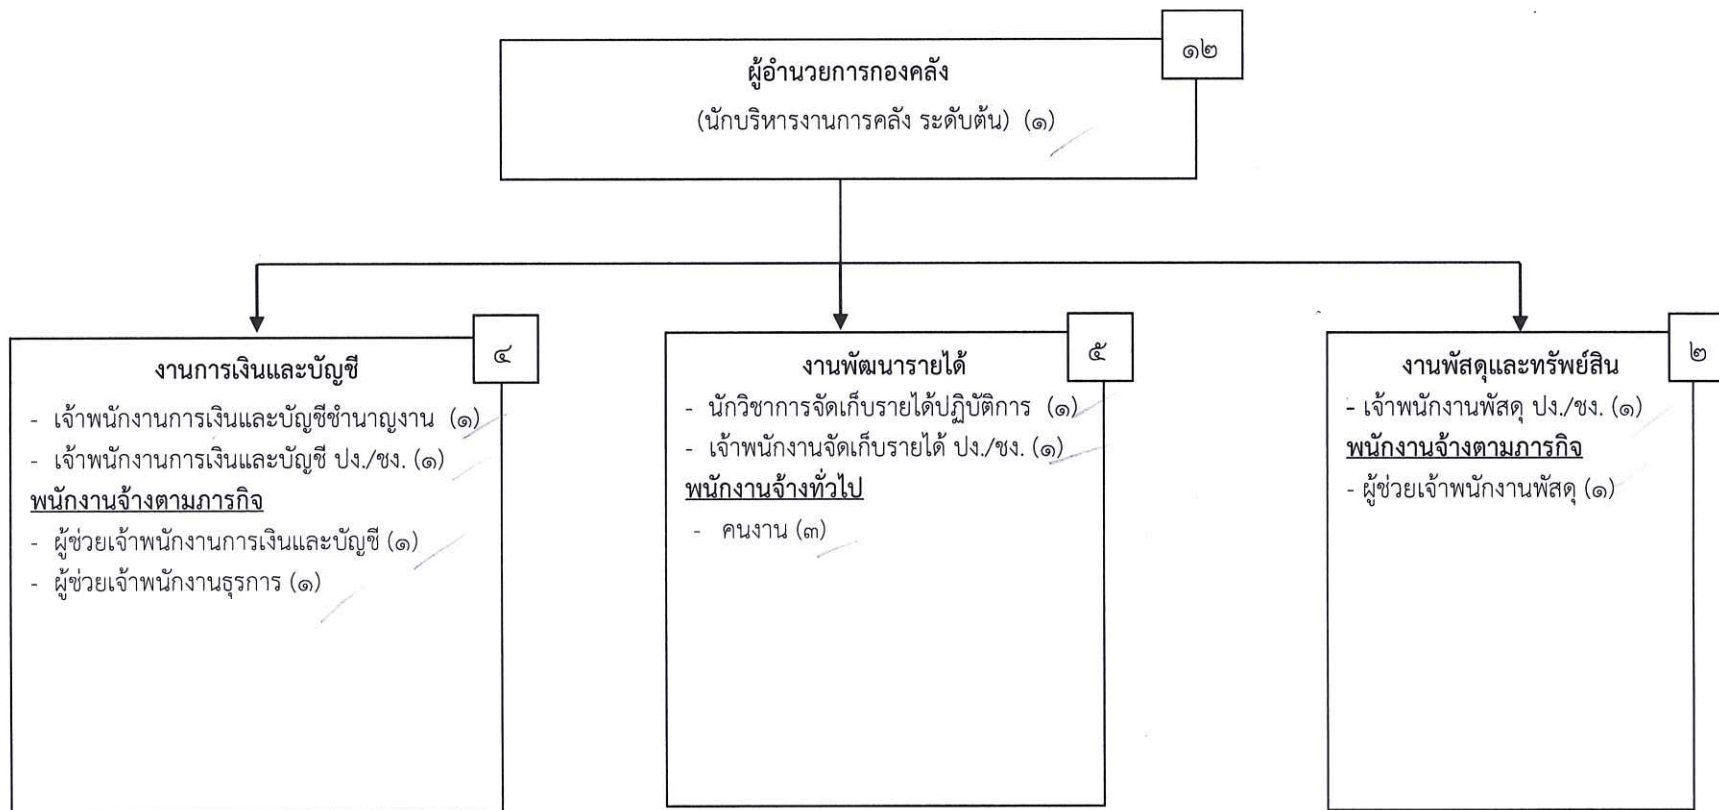 ๑๒
ผู้อำนวยการกองคลัง
(นักบริหารงานการคลัง ระดับต้น) (๑)
๔
งานการเงินและบัญชี
- เจ้าพนักงานการเงินและบัญชีชำนาญงาน (๑)
- เจ้าพนักงานการเงินและบัญชี ปง./ชง. (๑)
พนักงานจ้างตามภารกิจ
- ผู้ช่วยเจ้าพนักงานการเงินและบัญชี (๑)
- ผู้ช่วยเจ้าพนักงานธุรการ (๑)
๕
งานพัฒนารายได้
- นักวิชาการจัดเก็บรายได้ปฏิบัติการ (๑)
- เจ้าพนักงานจัดเก็บรายได้ ปง./ชง. (๑)
พนักงานจ้างทั่วไป
- คนงาน (๓)
๒
งานพัสดุและทรัพย์สิน
- เจ้าพนักงานพัสดุ ปง./ชง. (๑)
พนักงานจ้างตามภารกิจ
- ผู้ช่วยเจ้าพนักงานพัสดุ (๑)